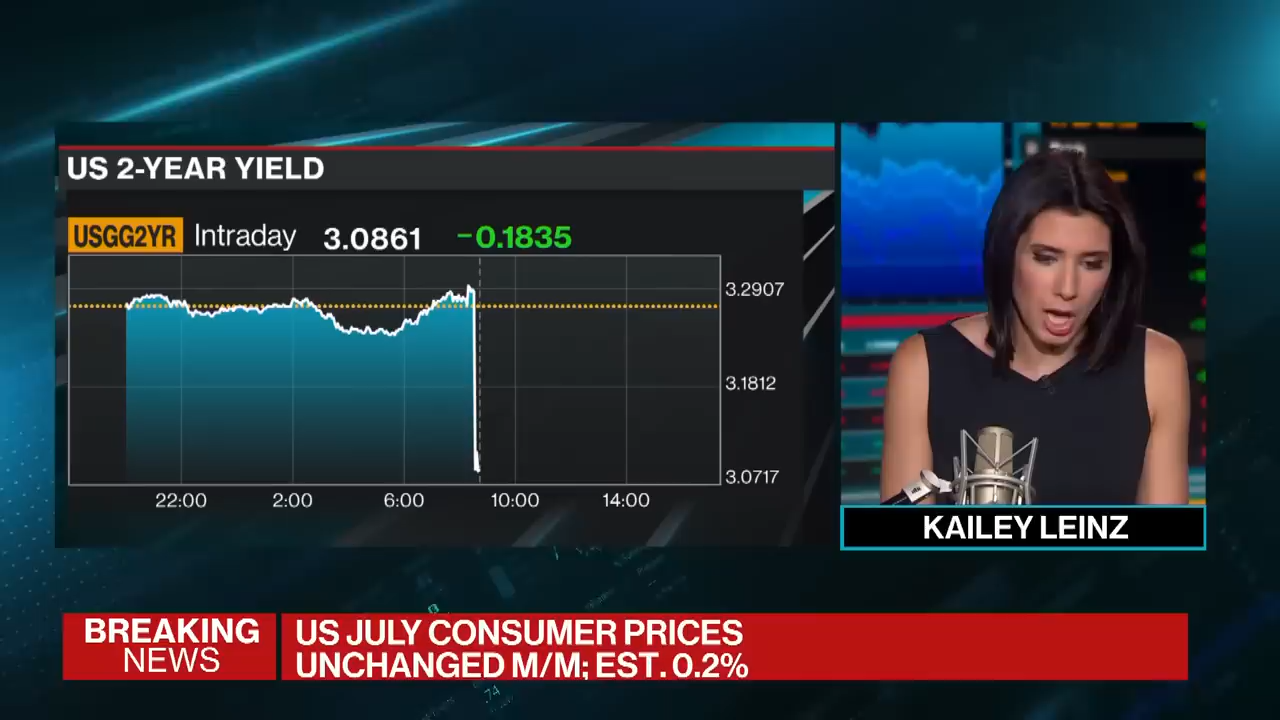 US 2-YEAR YIELD
USGG2YR Intraday 3.0861 -0.1835
3.2907
3.1812
3.0717
22:00 2:00 6:00 10:00 14:00
KAILEY LEINZ
BREAKING
NEWS
US JULY CONSUMER PRICES
UNCHANGED M/M; EST. 0.2%
.74